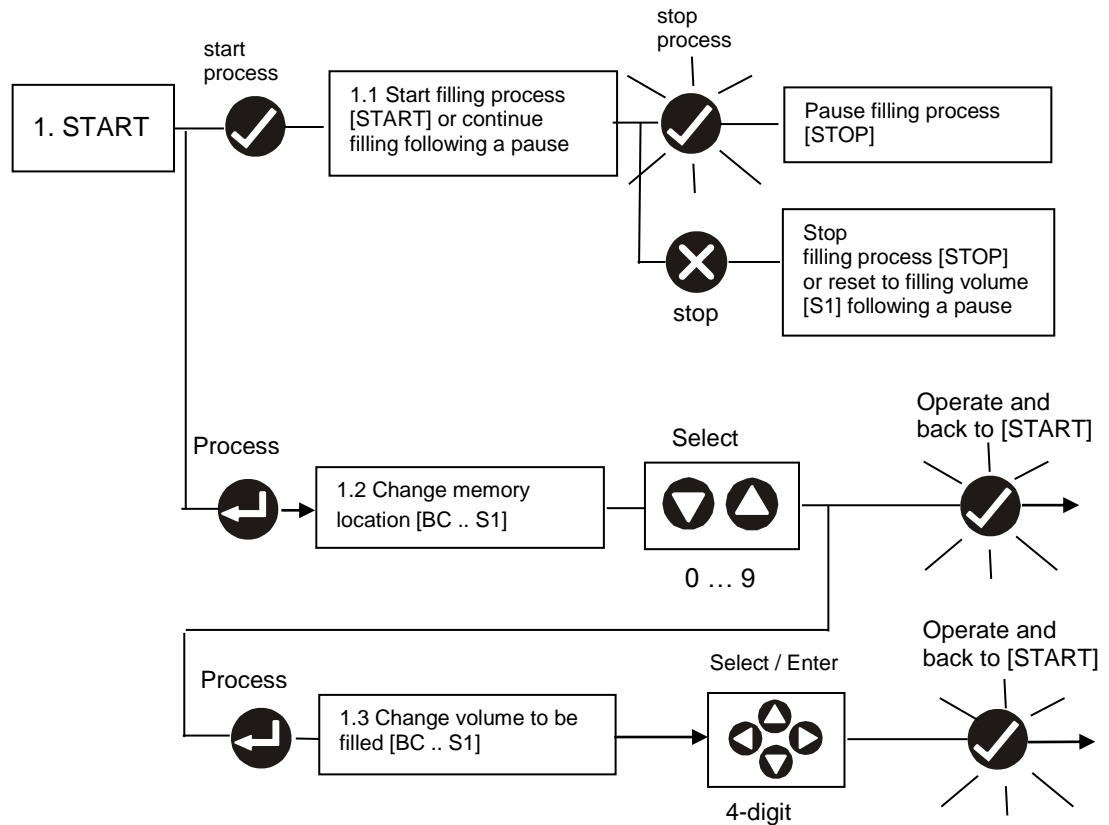 stop
process
start
process
1. START
1.1 Start filling process
[START] or continue
filling following a pause
Pause filling process
[STOP]
Stop
filling process [STOP]
or reset to filling volume
[S1] following a pause
stop
Operate and
back to [START]
Select
Process
1.2 Change memory
location [BC .. S1]
0 … 9
Operate and
back to [START]
Select / Enter
Process
1.3 Change volume to be
filled [BC .. S1]
4-digit